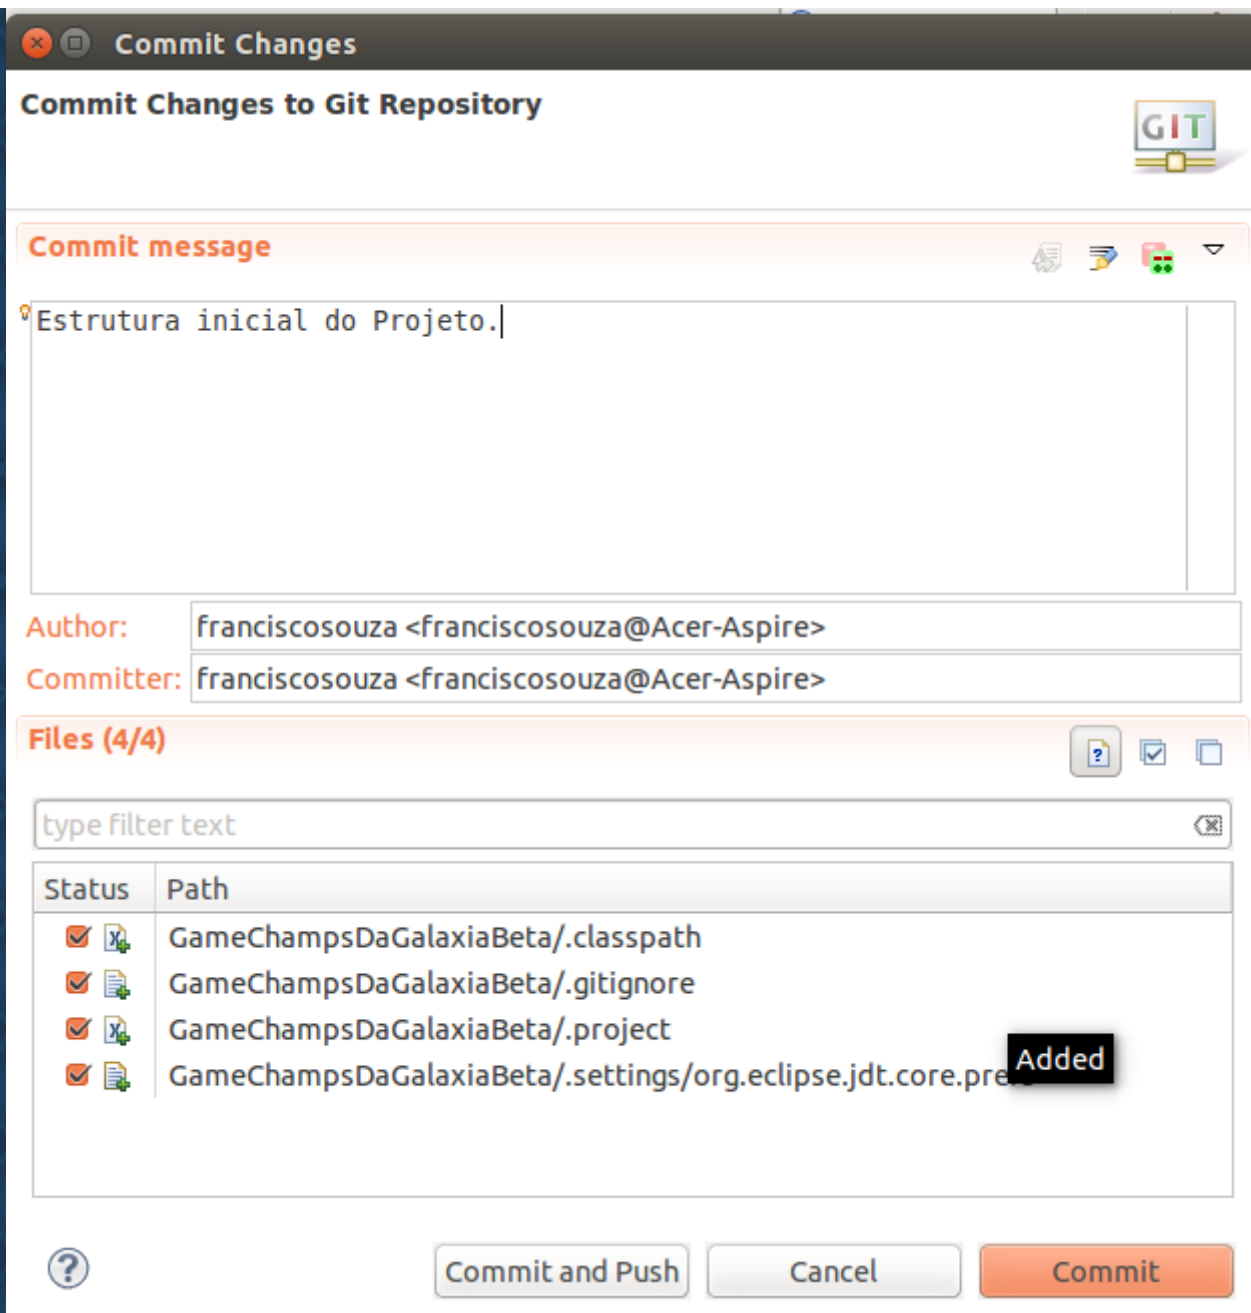 Commit Changes
Commit Changes to Git Repository
GIT
Commit message
Estrutura inicial do Projeto.
Author: franciscosouza <franciscosouza@Acer-Aspire>
Committer: franciscosouza <franciscosouza@Acer-Aspire>
Files (4/4)
type filter text
Status Path
GameChampsDaGalaxiaBeta/.classpath
GameChampsDaGalaxiaBeta/.gitignore
GameChampsDaGalaxiaBeta/.project
Added
GameChampsDaGalaxiaBeta/.settings/org.eclipse.jdt.core.pre
Commit and Push Cancel Commit